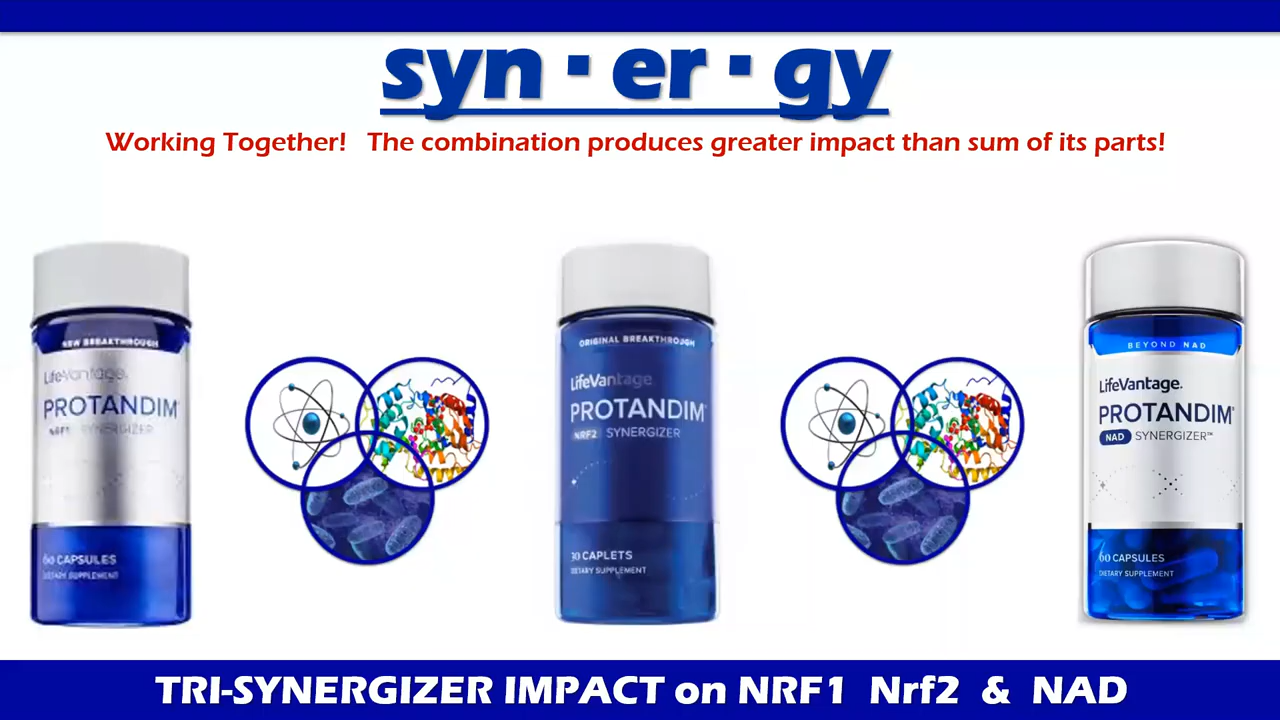 syn · er · gy
Working Together! The combination produces greater impact than sum of its parts!
NEW BREAKTHROUGH
LifeVantage.
PROTANDIM
NRF1 SYNERGIZER
60 CAPSULES
DIETARY SUPPLEMENT
ORIGINAL BREAKTHROUGH
LifeVantage
PROTANDIM®
NRF2 SYNERGIZER
30 CAPLETS
DIETARY SUPPLEMENT
BEYOND NAD
LifeVantage.
PROTANDIM®
NAD SYNERGIZER™
60 CAPSULES
DIETARY SUPPLEMENT
TRI-SYNERGIZER IMPACT on NRF1 Nrf2 & NAD